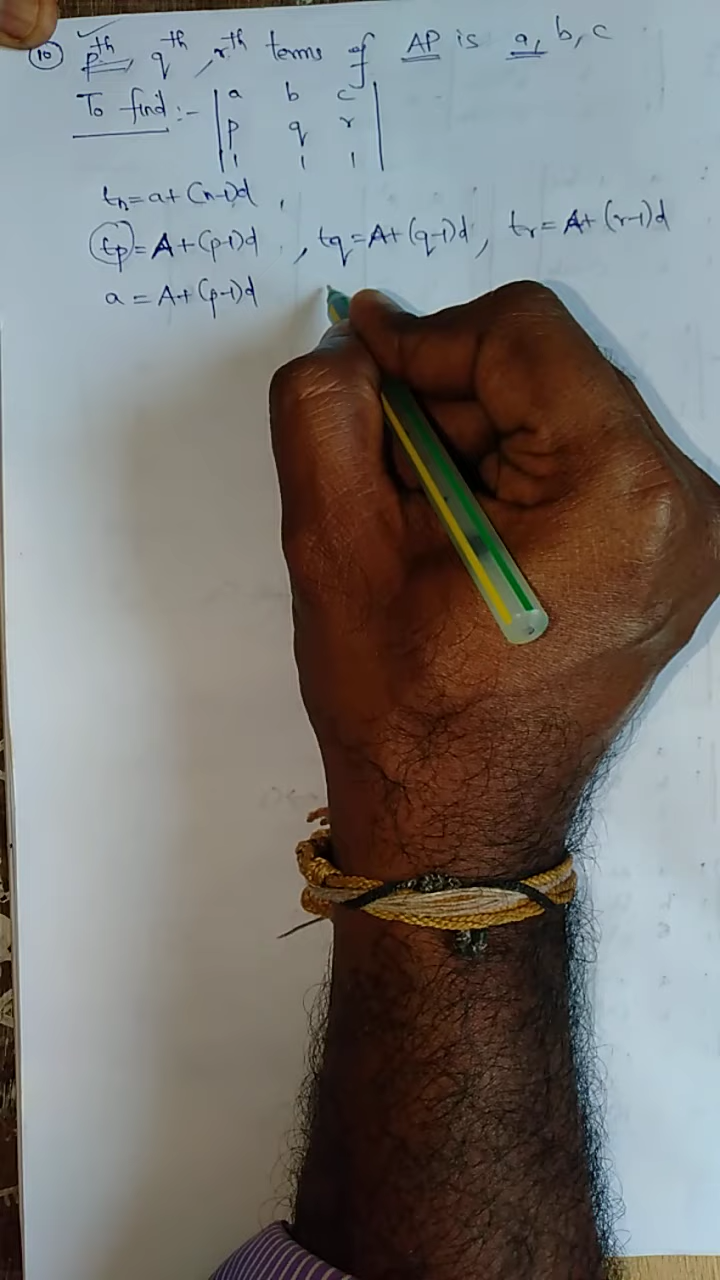 (10) pth, qth, rth terms of AP is a, b, c
To find :- | a b c |
| p q r |
| 1 1 1 |
tn = a + (n-1)d ,
tp = A + (p-1)d , tq = A + (q-1)d , tr = A + (r-1)d
a = A + (p-1)d